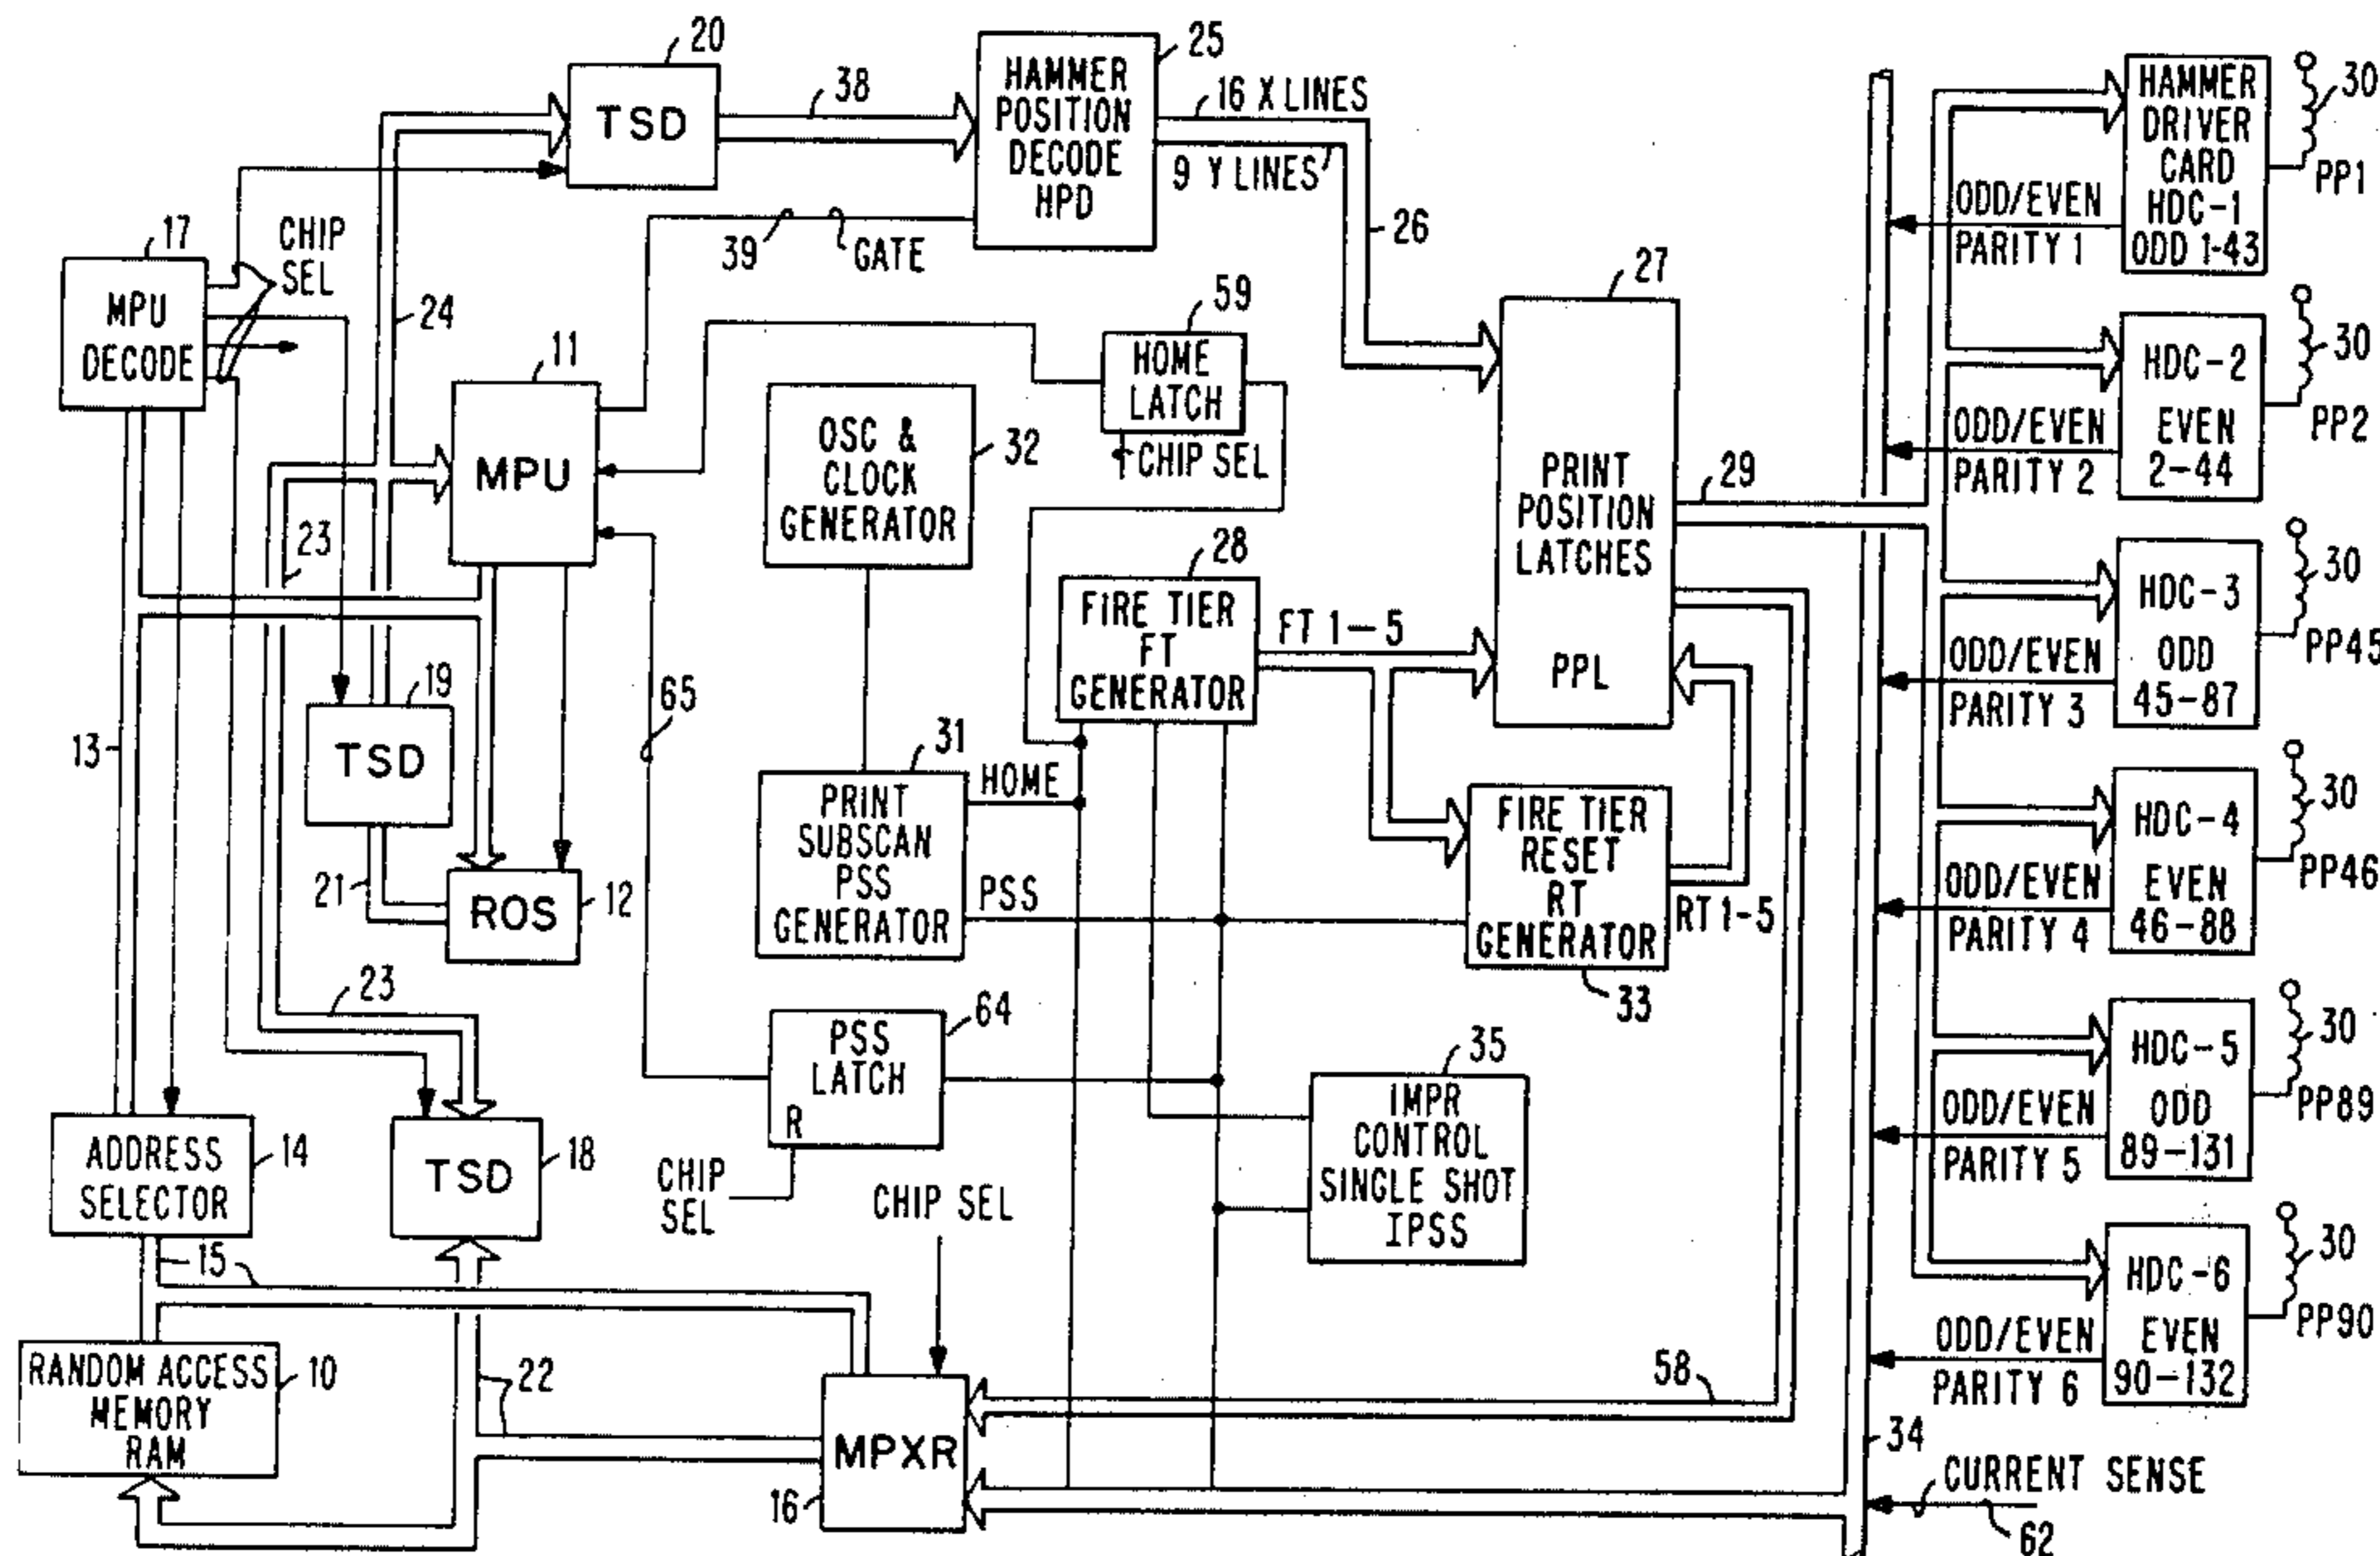 20
TSD
38
HAMMER
POSITION
DECODE
HPD
25
16 X LINES
9 Y LINES
26
39
GATE
17
CHIP
SEL
MPU
DECODE
24
11
MPU
59
HOME
LATCH
CHIP SEL
OSC &
CLOCK
GENERATOR
32
27
PRINT
POSITION
LATCHES
PPL
29
23
13
19
TSD
21
ROS
12
65
28
FIRE TIER
FT
GENERATOR
FT 1-5
31
PRINT
SUBSCAN
PSS
GENERATOR
HOME
PSS
FIRE TIER
RESET
RT
GENERATOR
RT 1-5
33
23
PSS
LATCH
R
64
CHIP
SEL
CHIP SEL
35
IMPR
CONTROL
SINGLE SHOT
IPSS
ADDRESS
SELECTOR
14
TSD
18
15
RANDOM ACCESS
MEMORY
RAM
10
22
MPXR
16
58
34
CURRENT SENSE
62
HAMMER
DRIVER
CARD
HDC-1
ODD 1-43
30
PP1
ODD/EVEN
PARITY 1
HDC-2
EVEN
2-44
30
PP2
ODD/EVEN
PARITY 2
HDC-3
ODD
45-87
30
PP45
ODD/EVEN
PARITY 3
HDC-4
EVEN
46-88
30
PP46
ODD/EVEN
PARITY 4
HDC-5
ODD
89-131
30
PP89
ODD/EVEN
PARITY 5
HDC-6
EVEN
90-132
30
PP90
ODD/EVEN
PARITY 6